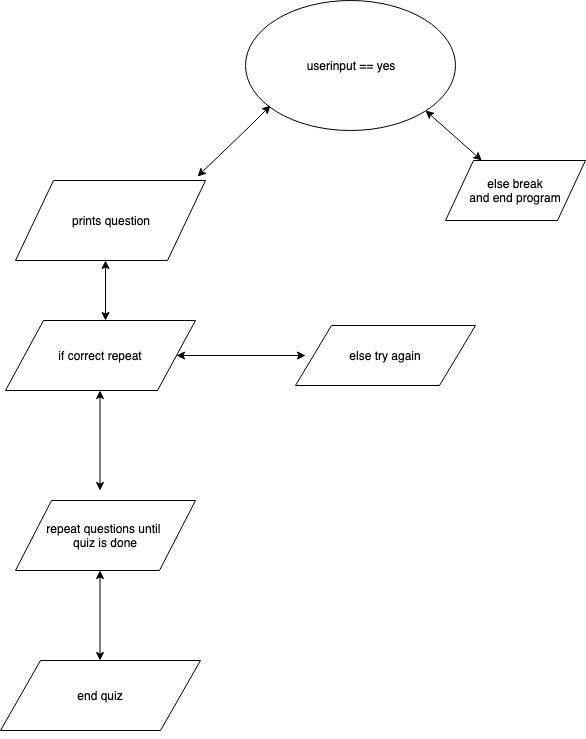 userinput == yes
else break
and end program
prints question
if correct repeat
else try again
repeat questions until
quiz is done
end quiz